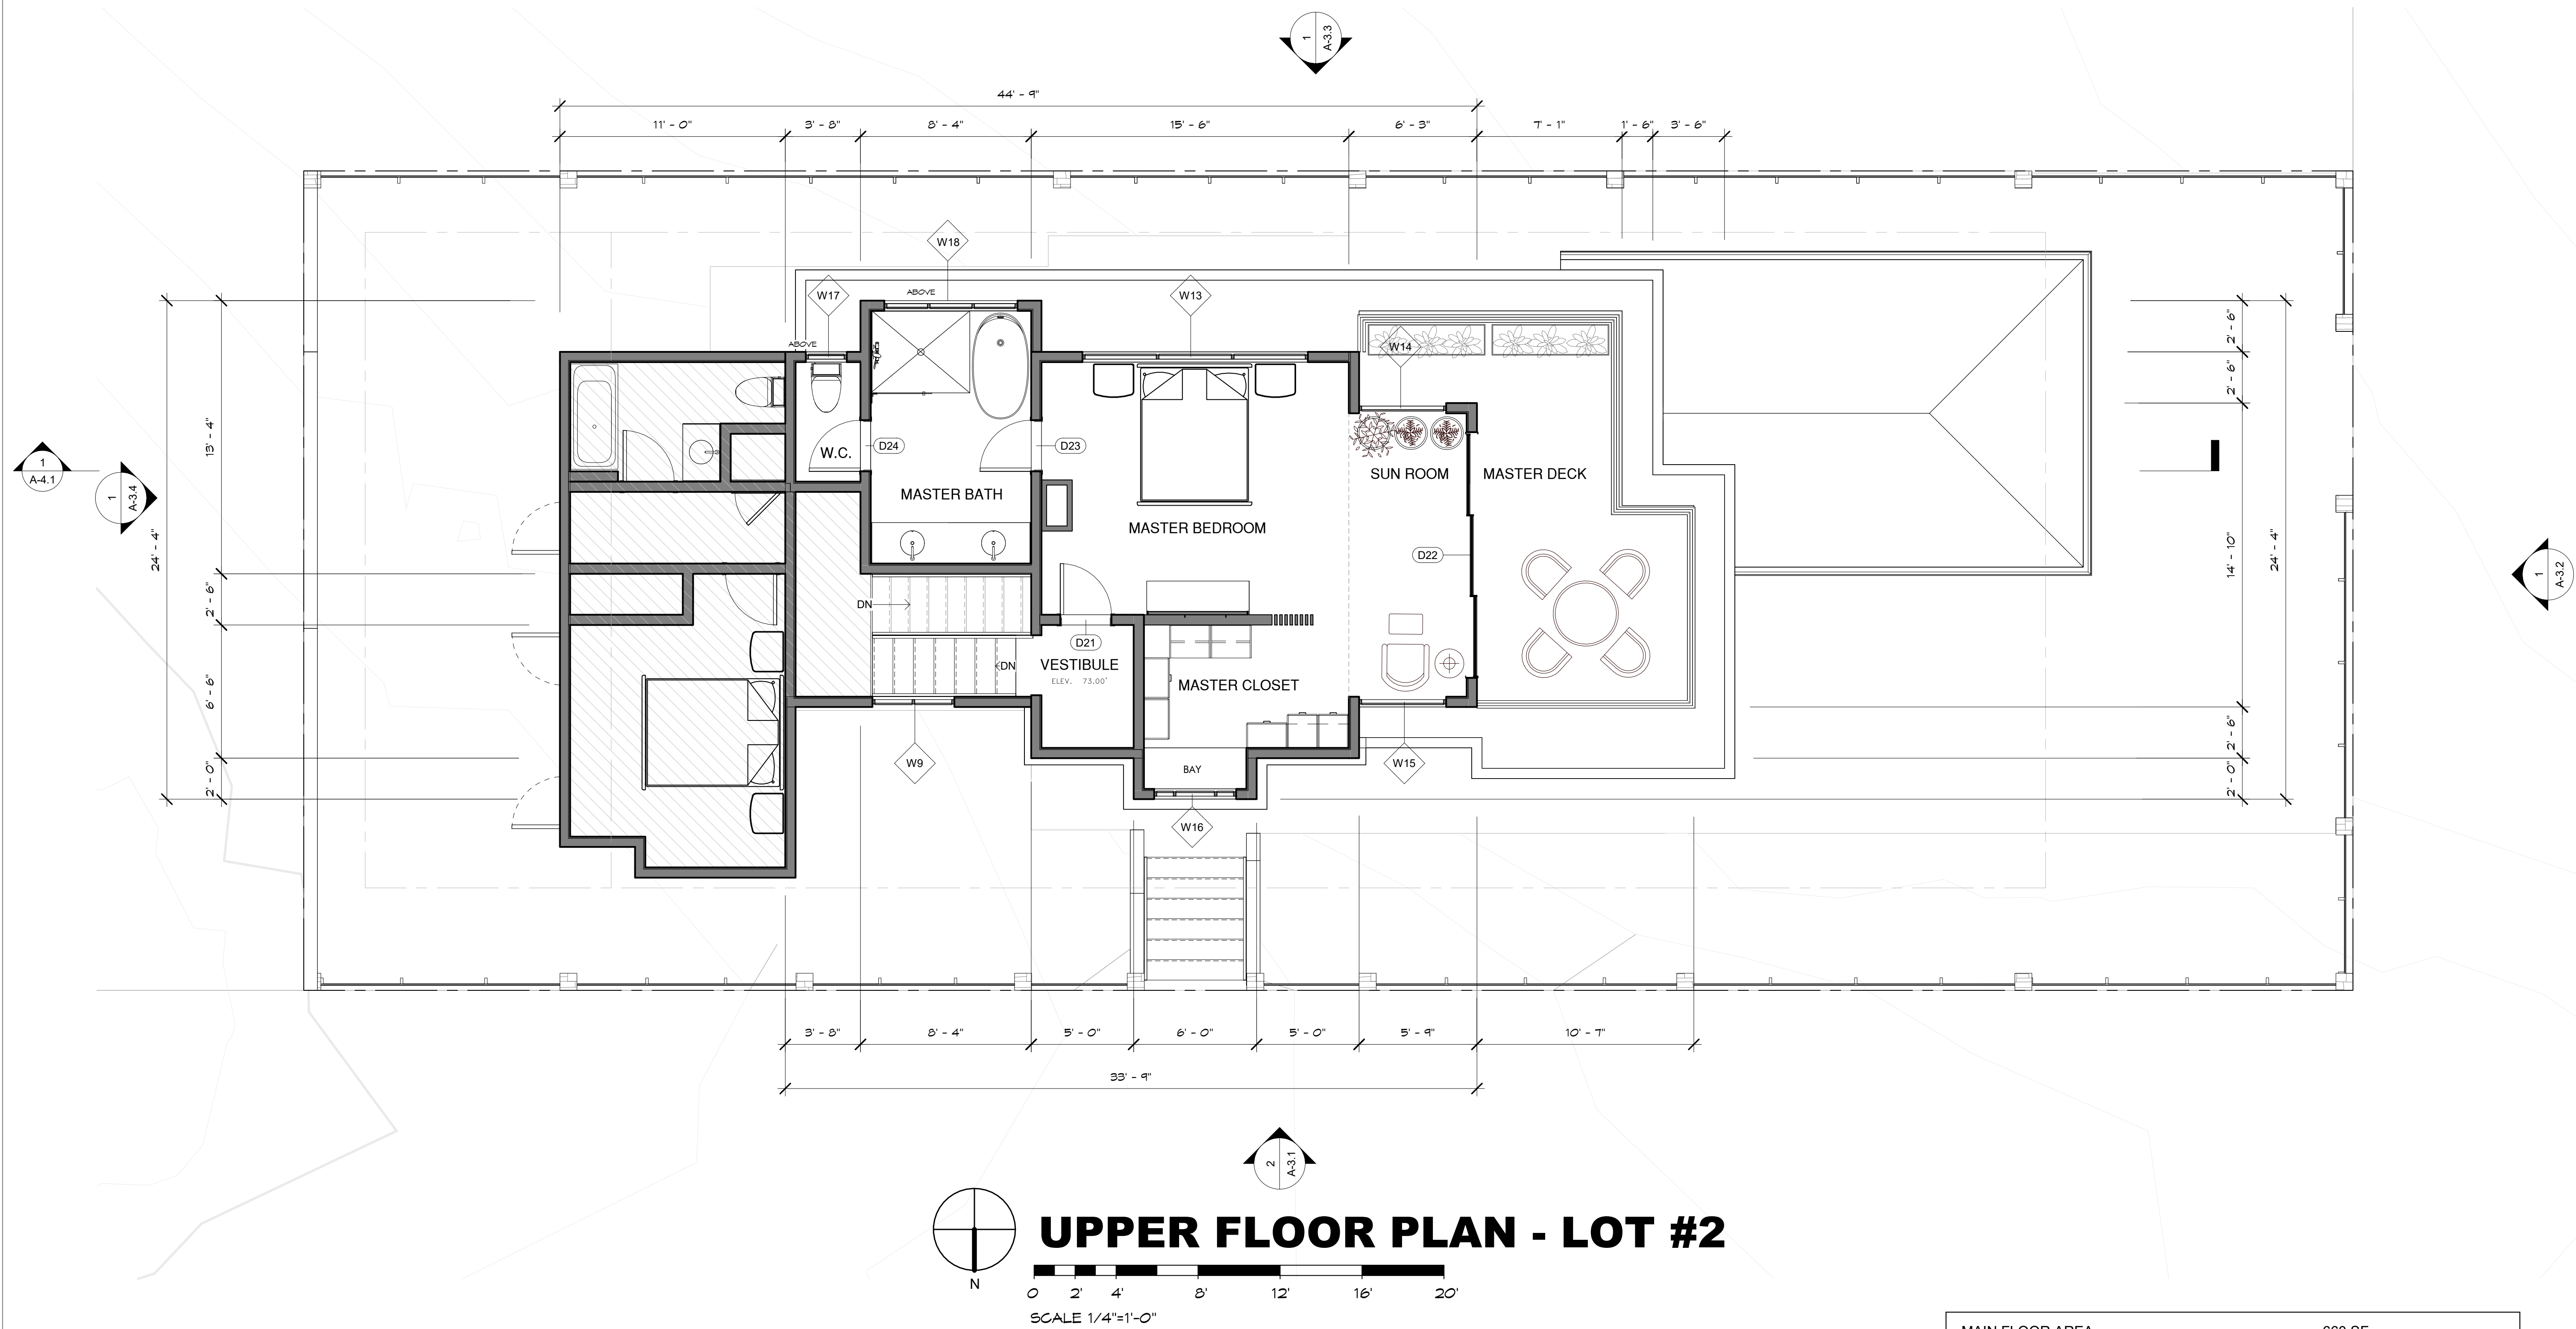 1
A-3.3
44' - 9"
11' - 0"
3' - 8"
8' - 4"
15' - 6"
6' - 3"
7' - 1"
1' - 6"
3' - 6"
W18
W17
ABOVE
W13
ABOVE
W14
2' - 6"
2' - 6"
13' - 4"
24' - 4"
2' - 6"
6' - 6"
2' - 0"
1
A-4.1
1
A-3.4
W.C.
D24
D23
MASTER BATH
SUN ROOM
MASTER DECK
MASTER BEDROOM
D22
14' - 10"
24' - 4"
1
A-3.2
DN
D21
DN
VESTIBULE
ELEV. 73.00'
MASTER CLOSET
2' - 6"
2' - 0"
W9
BAY
W15
W16
3' - 8"
8' - 4"
5' - 0"
6' - 0"
5' - 0"
5' - 9"
10' - 7"
33' - 9"
2
A-3.1
UPPER FLOOR PLAN - LOT #2
N
0 2' 4' 8' 12' 16' 20'
SCALE 1/4"=1'-0"
MAIN FLOOR AREA